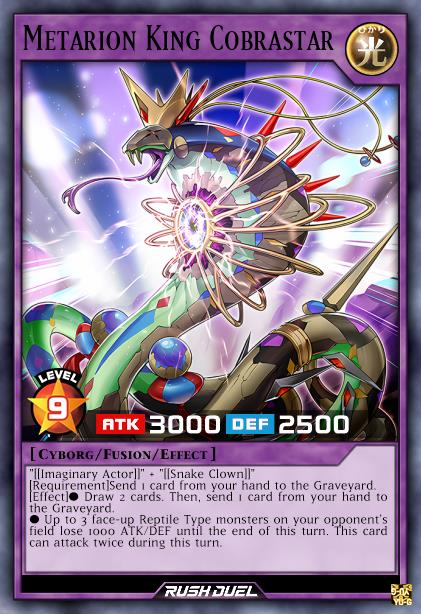 METARION KING COBRASTAR
ひかり
光
LEVEL
9
ATK 3000 DEF 2500
[ CYBORG/FUSION/EFFECT ]
"[[Imaginary Actor]]" + "[[Snake Clown]]"
[Requirement]Send 1 card from your hand to the Graveyard.
[Effect]● Draw 2 cards. Then, send 1 card from your hand to
the Graveyard.
● Up to 3 face-up Reptile Type monsters on your opponent's
field lose 1000 ATK/DEF until the end of this turn. This card
can attack twice during this turn.
RUSH DUEL